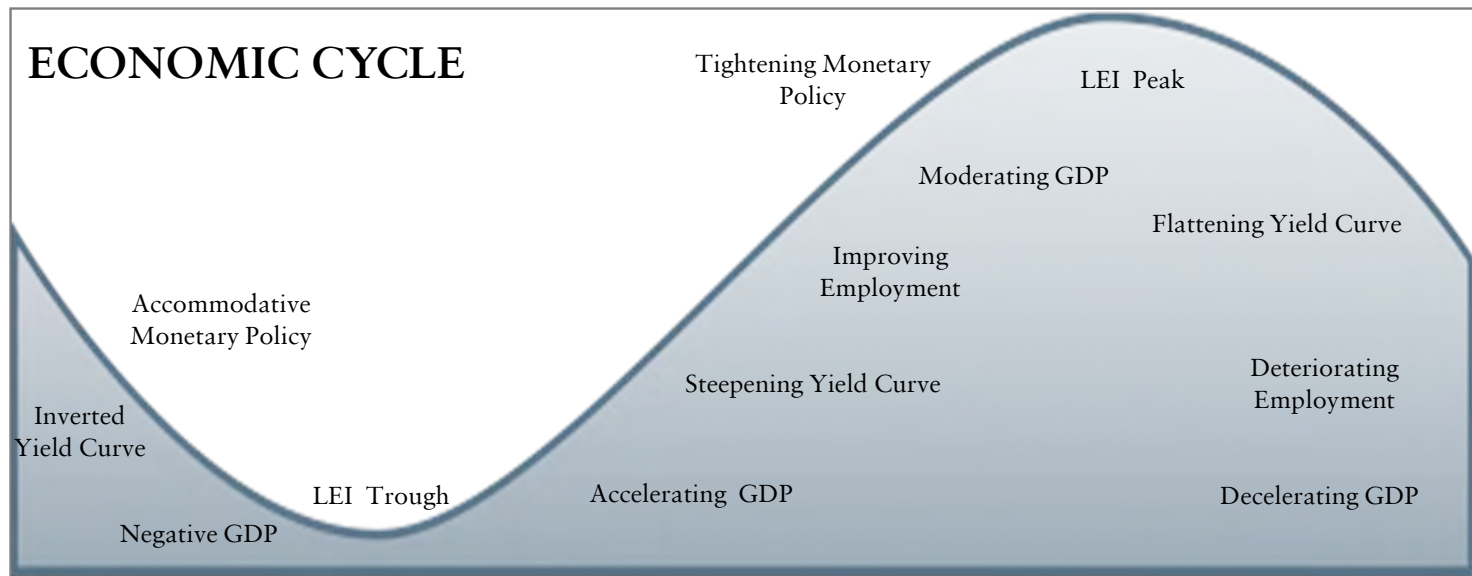 ECONOMIC CYCLE
Tightening Monetary
Policy
LEI Peak
Moderating GDP
Flattening Yield Curve
Improving
Employment
Accommodative
Monetary Policy
Steepening Yield Curve
Deteriorating
Employment
Inverted
Yield Curve
LEI Trough
Accelerating GDP
Decelerating GDP
Negative GDP